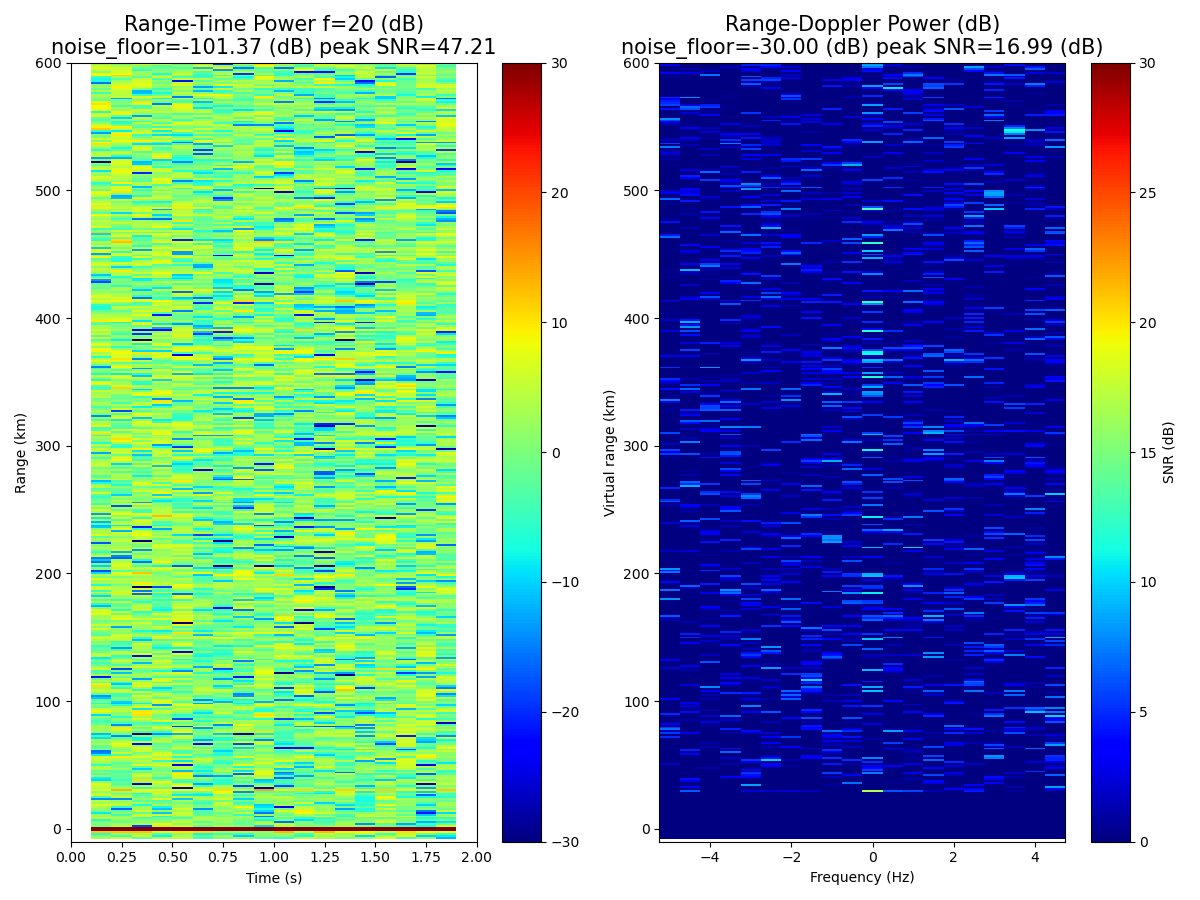 Range-Time Power f=20 (dB)
noise_floor=-101.37 (dB) peak SNR=47.21
Range-Doppler Power (dB)
noise_floor=-30.00 (dB) peak SNR=16.99 (dB)
600
500
400
300
200
100
0
Range (km)
0.00 0.25 0.50 0.75 1.00 1.25 1.50 1.75 2.00
Time (s)
30
20
10
0
−10
−20
−30
600
500
400
300
200
100
0
Virtual range (km)
−4 −2 0 2 4
Frequency (Hz)
30
25
20
15
10
5
0
SNR (dB)